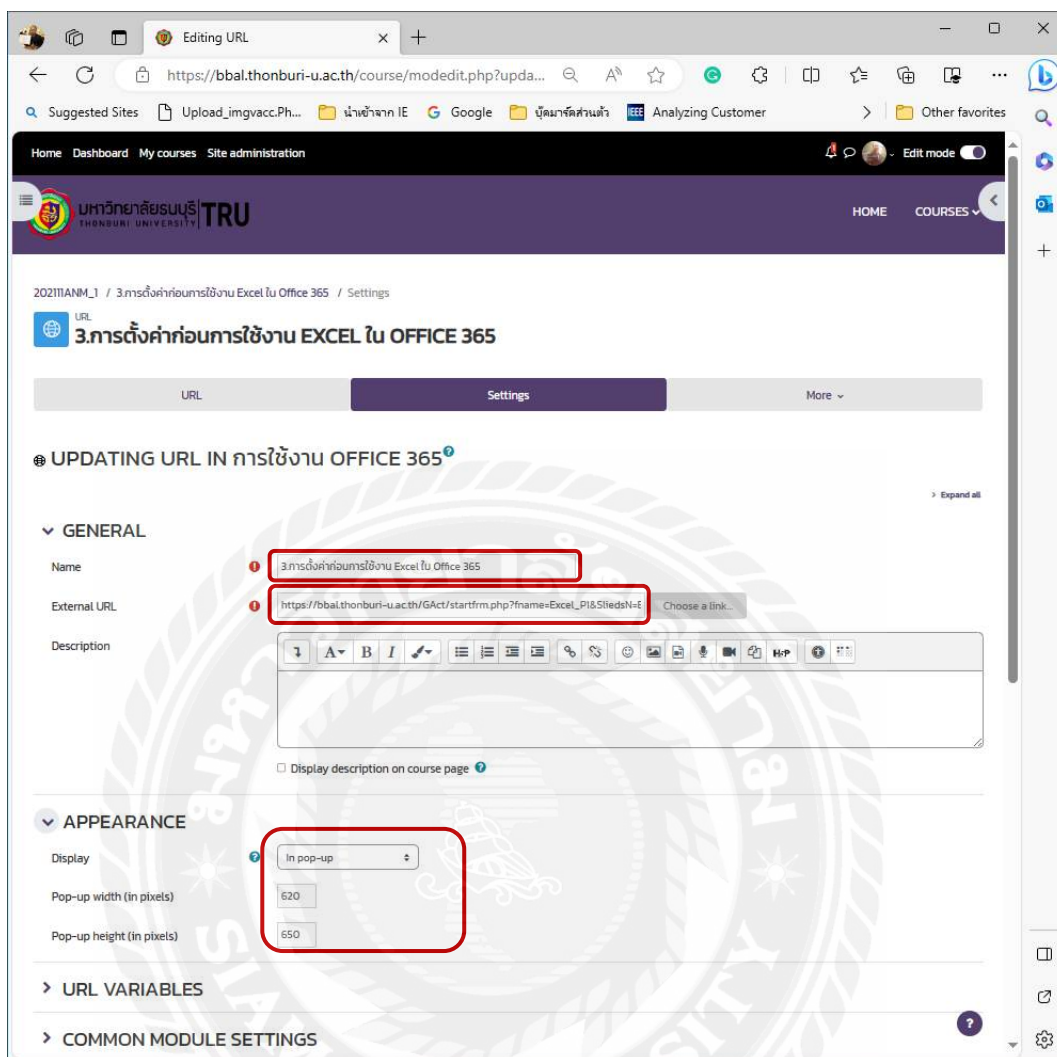 Editing URL
https://bbal.thonburi-u.ac.th/course/modedit.php?upda...
Suggested Sites Upload_imgvacc.Ph... นำเข้าจาก IE Google บุ๊คมาร์คส่วนตัว IEEE Analyzing Customer Other favorites
Home Dashboard My courses Site administration Edit mode
มหาวิทยาลัยธนบุรี TRU HOME COURSES
THONBURI UNIVERSITY
202111ANM_1 / 3.การตั้งค่าก่อนการใช้งาน Excel ใน Office 365 / Settings
URL
3.การตั้งค่าก่อนการใช้งาน EXCEL ใน OFFICE 365
URL Settings More
UPDATING URL IN การใช้งาน OFFICE 365
Expand all
GENERAL
Name 3.การตั้งค่าก่อนการใช้งาน Excel ใน Office 365
External URL https://bbal.thonburi-u.ac.th/GAct/startfrm.php?fname=Excel_P1&SliedsN=E Choose a link...
Description A B I H-P
Display description on course page
APPEARANCE
Display In pop-up
Pop-up width (in pixels) 620
Pop-up height (in pixels) 650
URL VARIABLES
COMMON MODULE SETTINGS